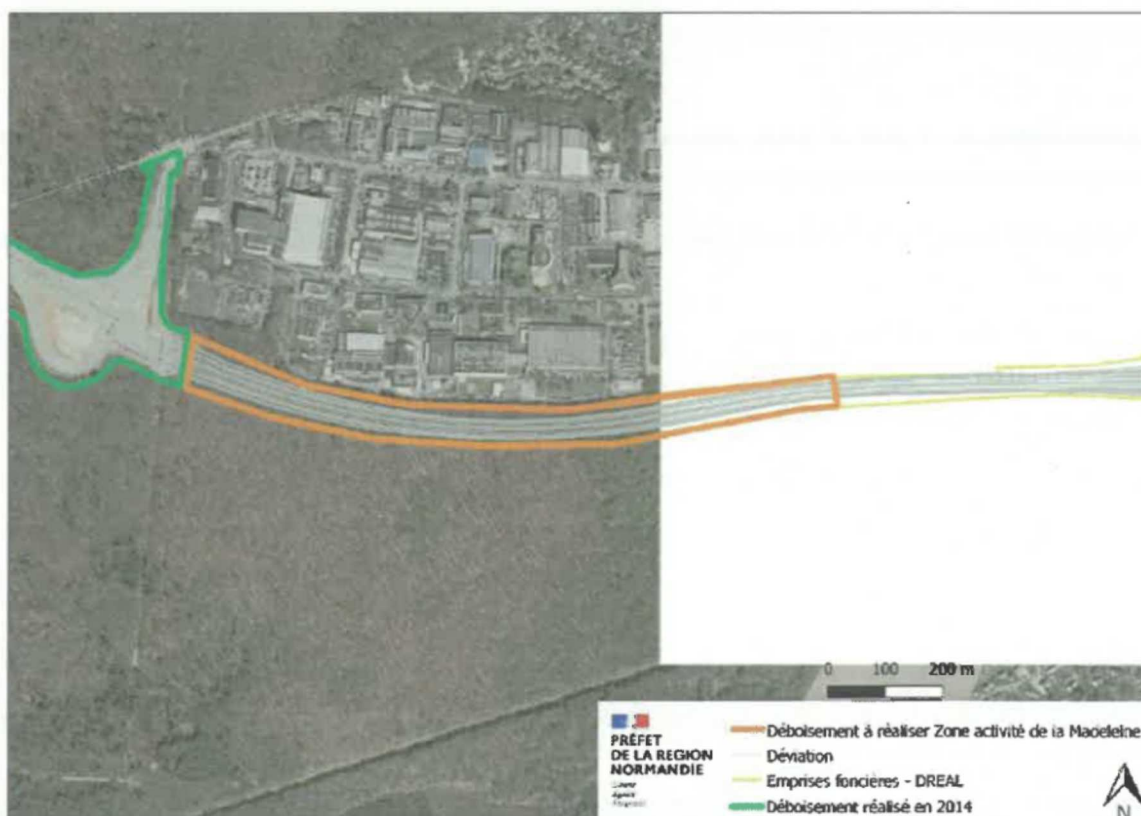 0 100 200 m
PRÉFET
DE LA RÉGION
NORMANDIE
Déboisement à réaliser Zone activité de la Madeleine
Déviation
Emprises foncières - DREAL
Déboisement réalisé en 2014
N